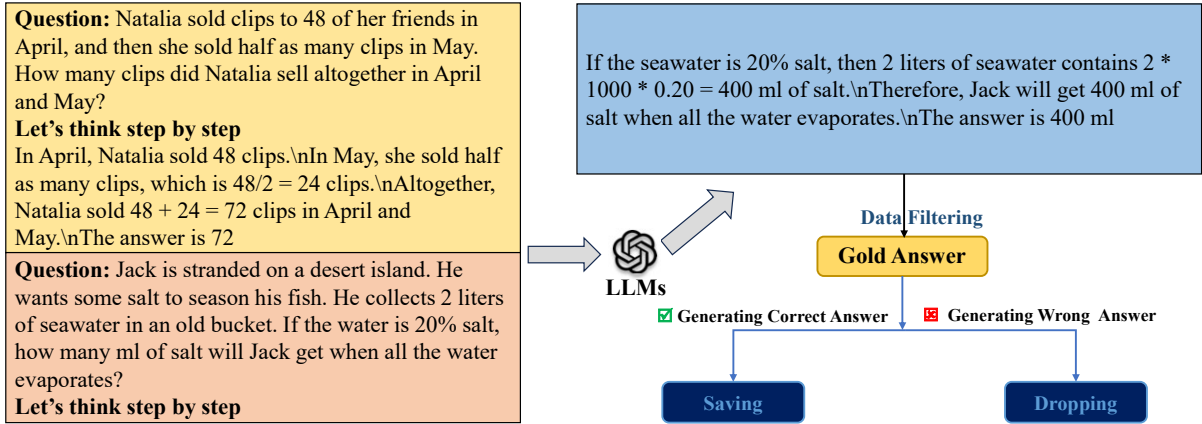 Question: Natalia sold clips to 48 of her friends in
April, and then she sold half as many clips in May.
How many clips did Natalia sell altogether in April
and May?
Let's think step by step
In April, Natalia sold 48 clips.\nIn May, she sold half
as many clips, which is 48/2 = 24 clips.\nAltogether,
Natalia sold 48 + 24 = 72 clips in April and
May.\nThe answer is 72
Question: Jack is stranded on a desert island. He
wants some salt to season his fish. He collects 2 liters
of seawater in an old bucket. If the water is 20% salt,
how many ml of salt will Jack get when all the water
evaporates?
Let's think step by step
LLMs
If the seawater is 20% salt, then 2 liters of seawater contains 2 *
1000 * 0.20 = 400 ml of salt.\nTherefore, Jack will get 400 ml of
salt when all the water evaporates.\nThe answer is 400 ml
Data Filtering
Gold Answer
Generating Correct Answer
Generating Wrong Answer
Saving
Dropping